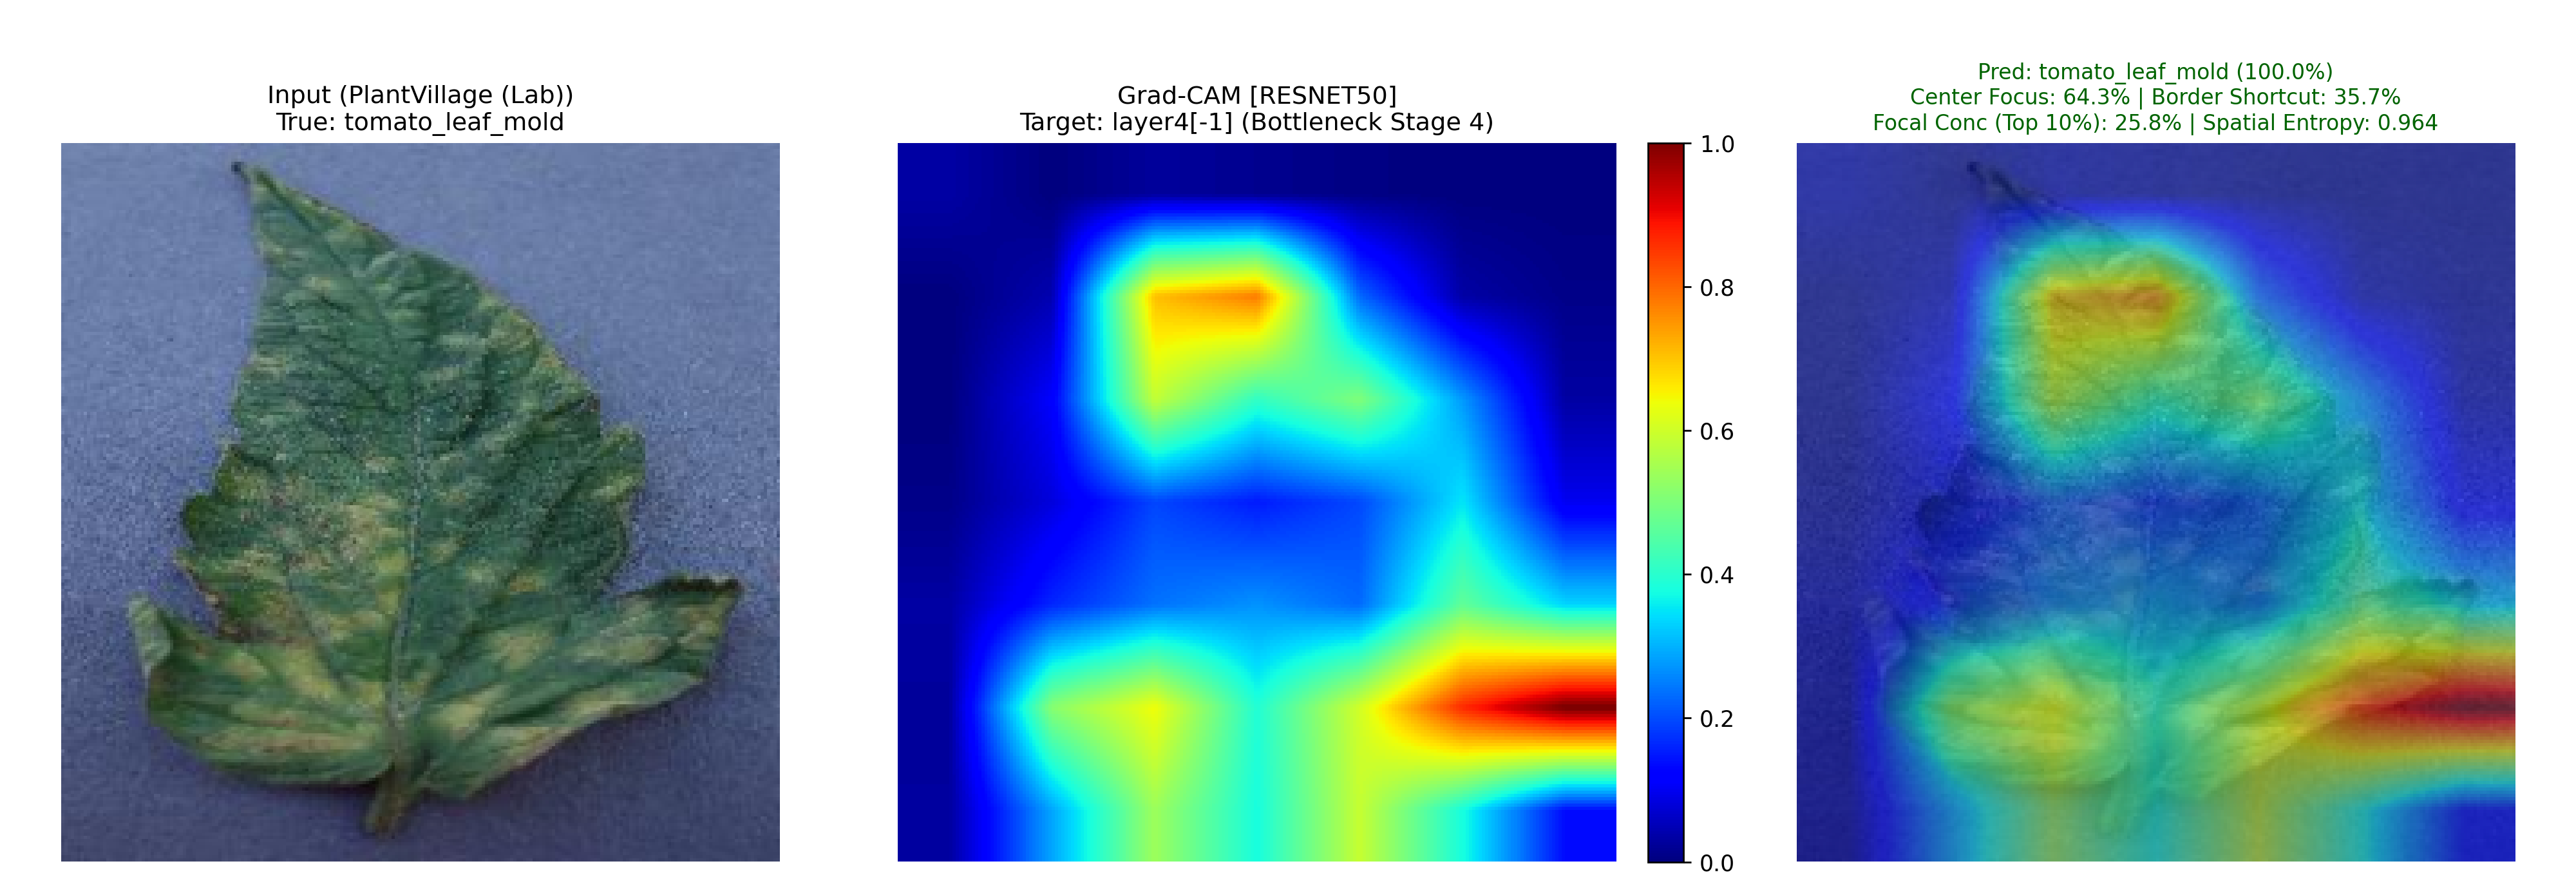 Input (PlantVillage (Lab))
True: tomato_leaf_mold
Grad-CAM [RESNET50]
Target: layer4[-1] (Bottleneck Stage 4)
1.0
0.8
0.6
0.4
0.2
0.0
Pred: tomato_leaf_mold (100.0%)
Center Focus: 64.3% | Border Shortcut: 35.7%
Focal Conc (Top 10%): 25.8% | Spatial Entropy: 0.964